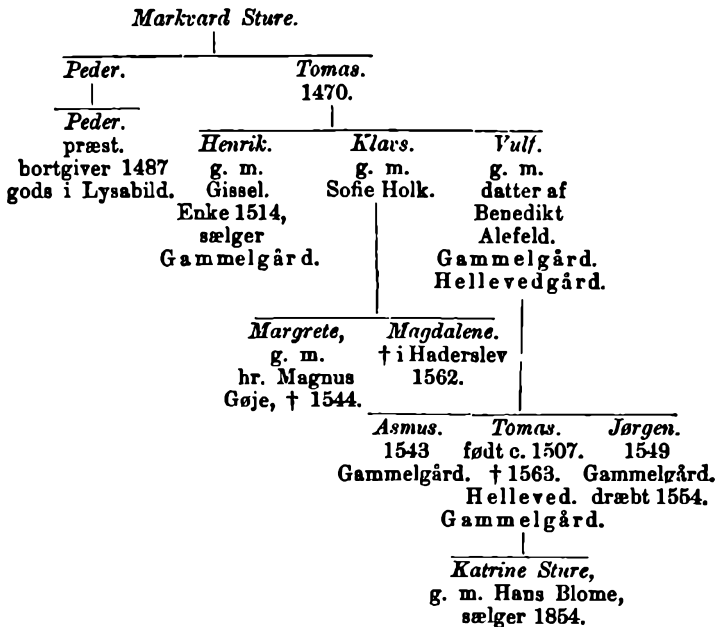 Markvard Sture.
Peder. Tomas.
1470.
Peder.
præst.
bortgiver 1487
gods i Lysabild.
Henrik.
g. m.
Gissel.
Enke 1514,
sælger
Gammelgård.
Klavs.
g. m.
Sofie Holk.
Vulf.
g. m.
datter af
Benedikt
Alefeld.
Gammelgård.
Hellevedgård.
Margrete,
g. m.
hr. Magnus
Gøje, † 1544.
Magdalene.
† i Haderslev
1562.
Asmus.
1543
Gammelgård.
Tomas.
født c. 1507.
† 1563.
Helleved.
Gammelgård.
Jørgen.
1549
Gammelgård.
dræbt 1554.
Katrine Sture,
g. m. Hans Blome,
sælger 1854.